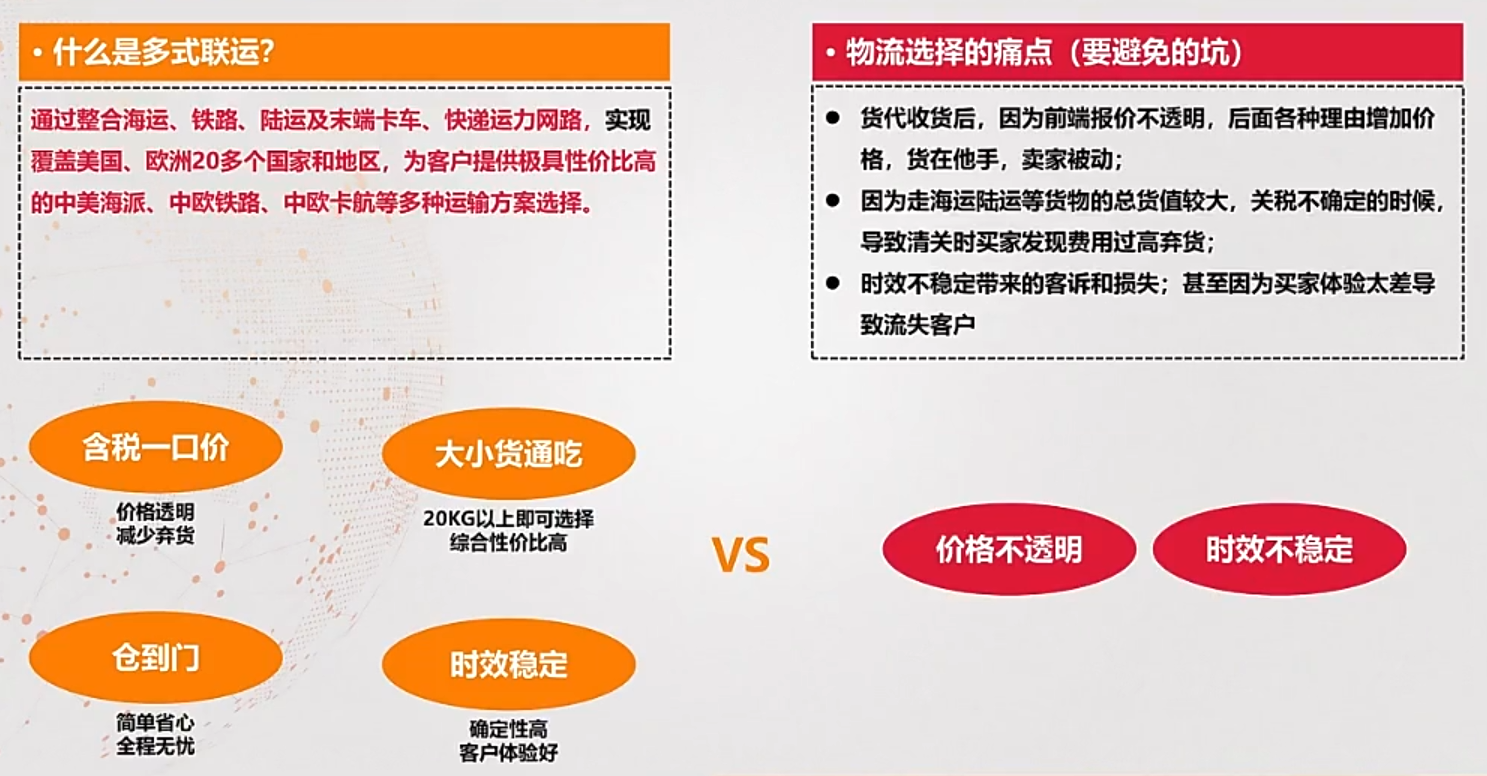 • 什么是多式联运?
通过整合海运、铁路、陆运及末端卡车、快递运力网路，实现
覆盖美国、欧洲20多个国家和地区，为客户提供极具性价比高
的中美海派、中欧铁路、中欧卡航等多种运输方案选择。
含税一口价
价格透明
减少弃货
大小货通吃
20KG以上即可选择
综合性价比高
仓到门
简单省心
全程无忧
时效稳定
确定性高
客户体验好
VS
• 物流选择的痛点（要避免的坑）
● 货代收货后，因为前端报价不透明，后面各种理由增加价
格，货在他手，卖家被动；
● 因为走海运陆运等货物的总货值较大，关税不确定的时候，
导致清关时买家发现费用过高弃货；
● 时效不稳定带来的客诉和损失；甚至因为买家体验太差导
致流失客户
价格不透明
时效不稳定